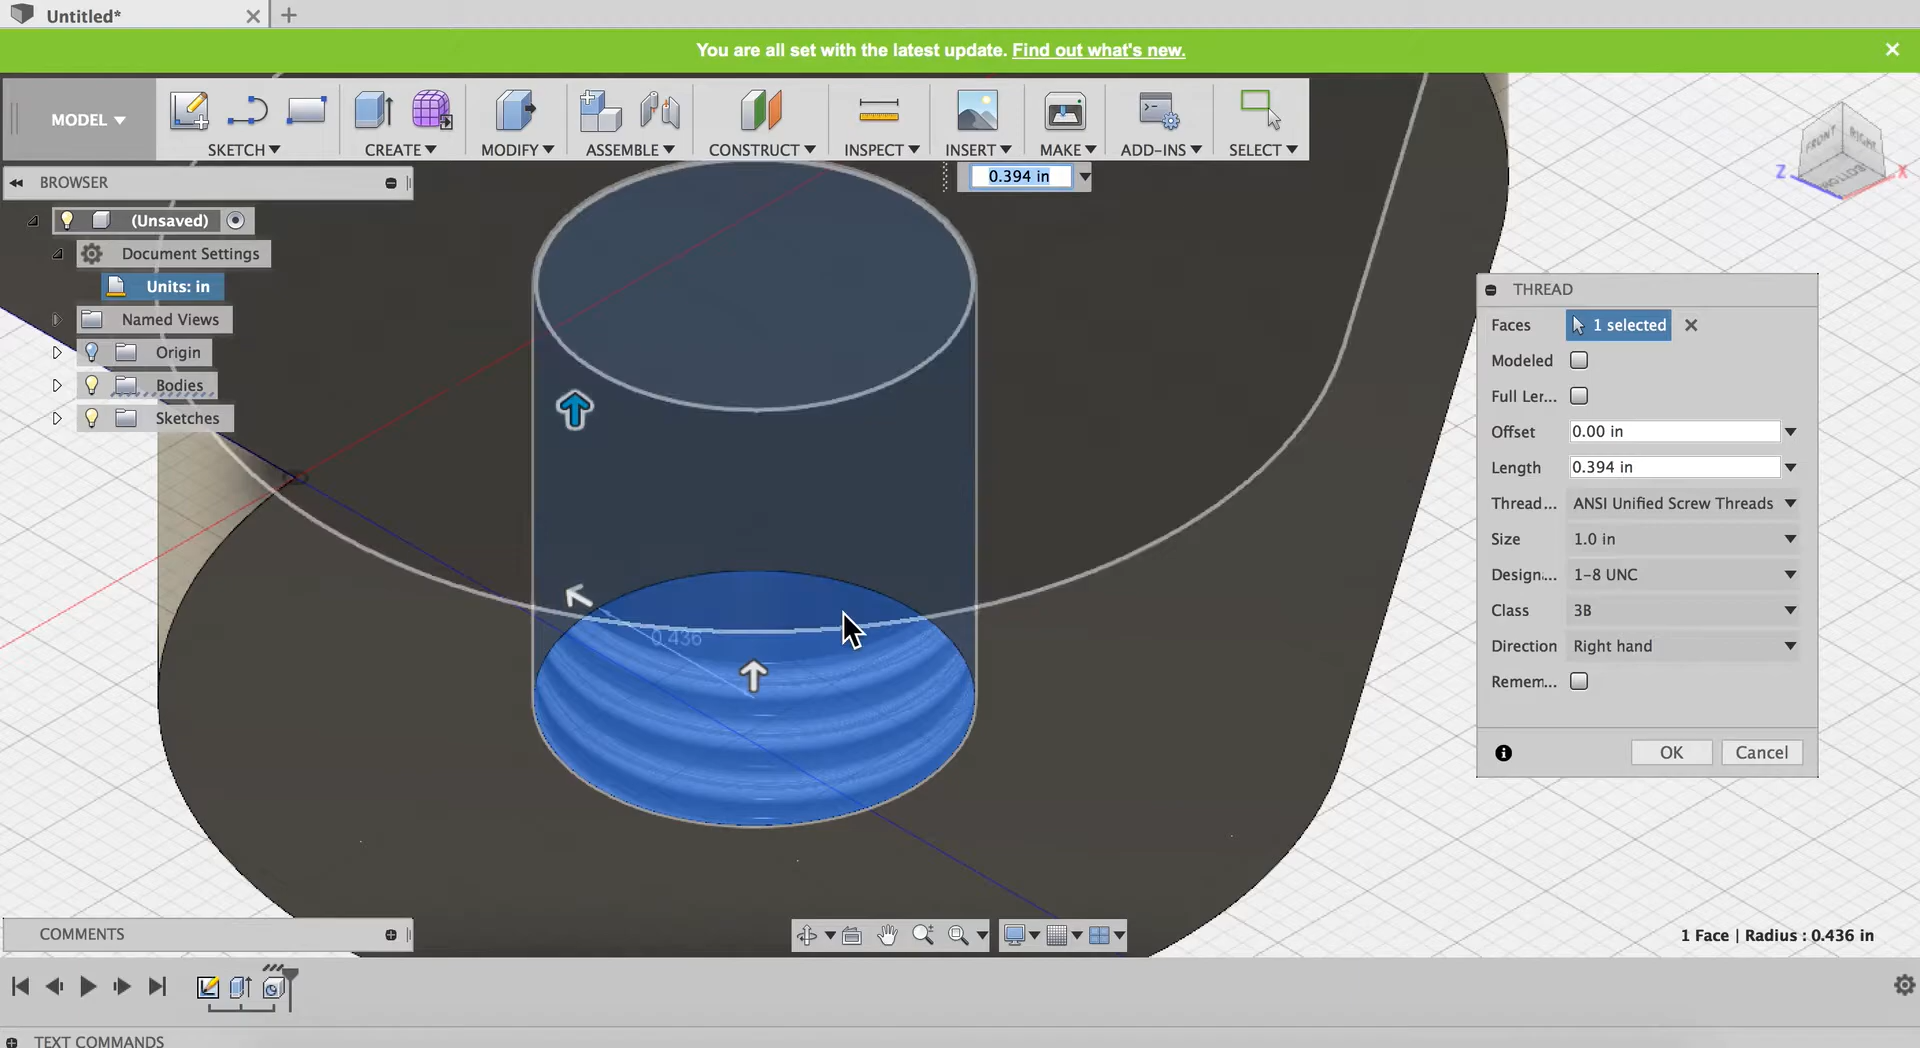 Untitled*
You are all set with the latest update. Find out what's new.
MODEL
SKETCH
CREATE
MODIFY
ASSEMBLE
CONSTRUCT
INSPECT
INSERT
MAKE
ADD-INS
SELECT
0.394 in
FRONT
RIGHT
BOTTOM
Z
X
BROWSER
(Unsaved)
Document Settings
Units: in
Named Views
Origin
Bodies
Sketches
0.436
THREAD
Faces 1 selected
Modeled
Full Ler...
Offset 0.00 in
Length 0.394 in
Thread... ANSI Unified Screw Threads
Size 1.0 in
Design... 1-8 UNC
Class 3B
Direction Right hand
Remem...
OK Cancel
COMMENTS
1 Face | Radius : 0.436 in
TEXT COMMANDS